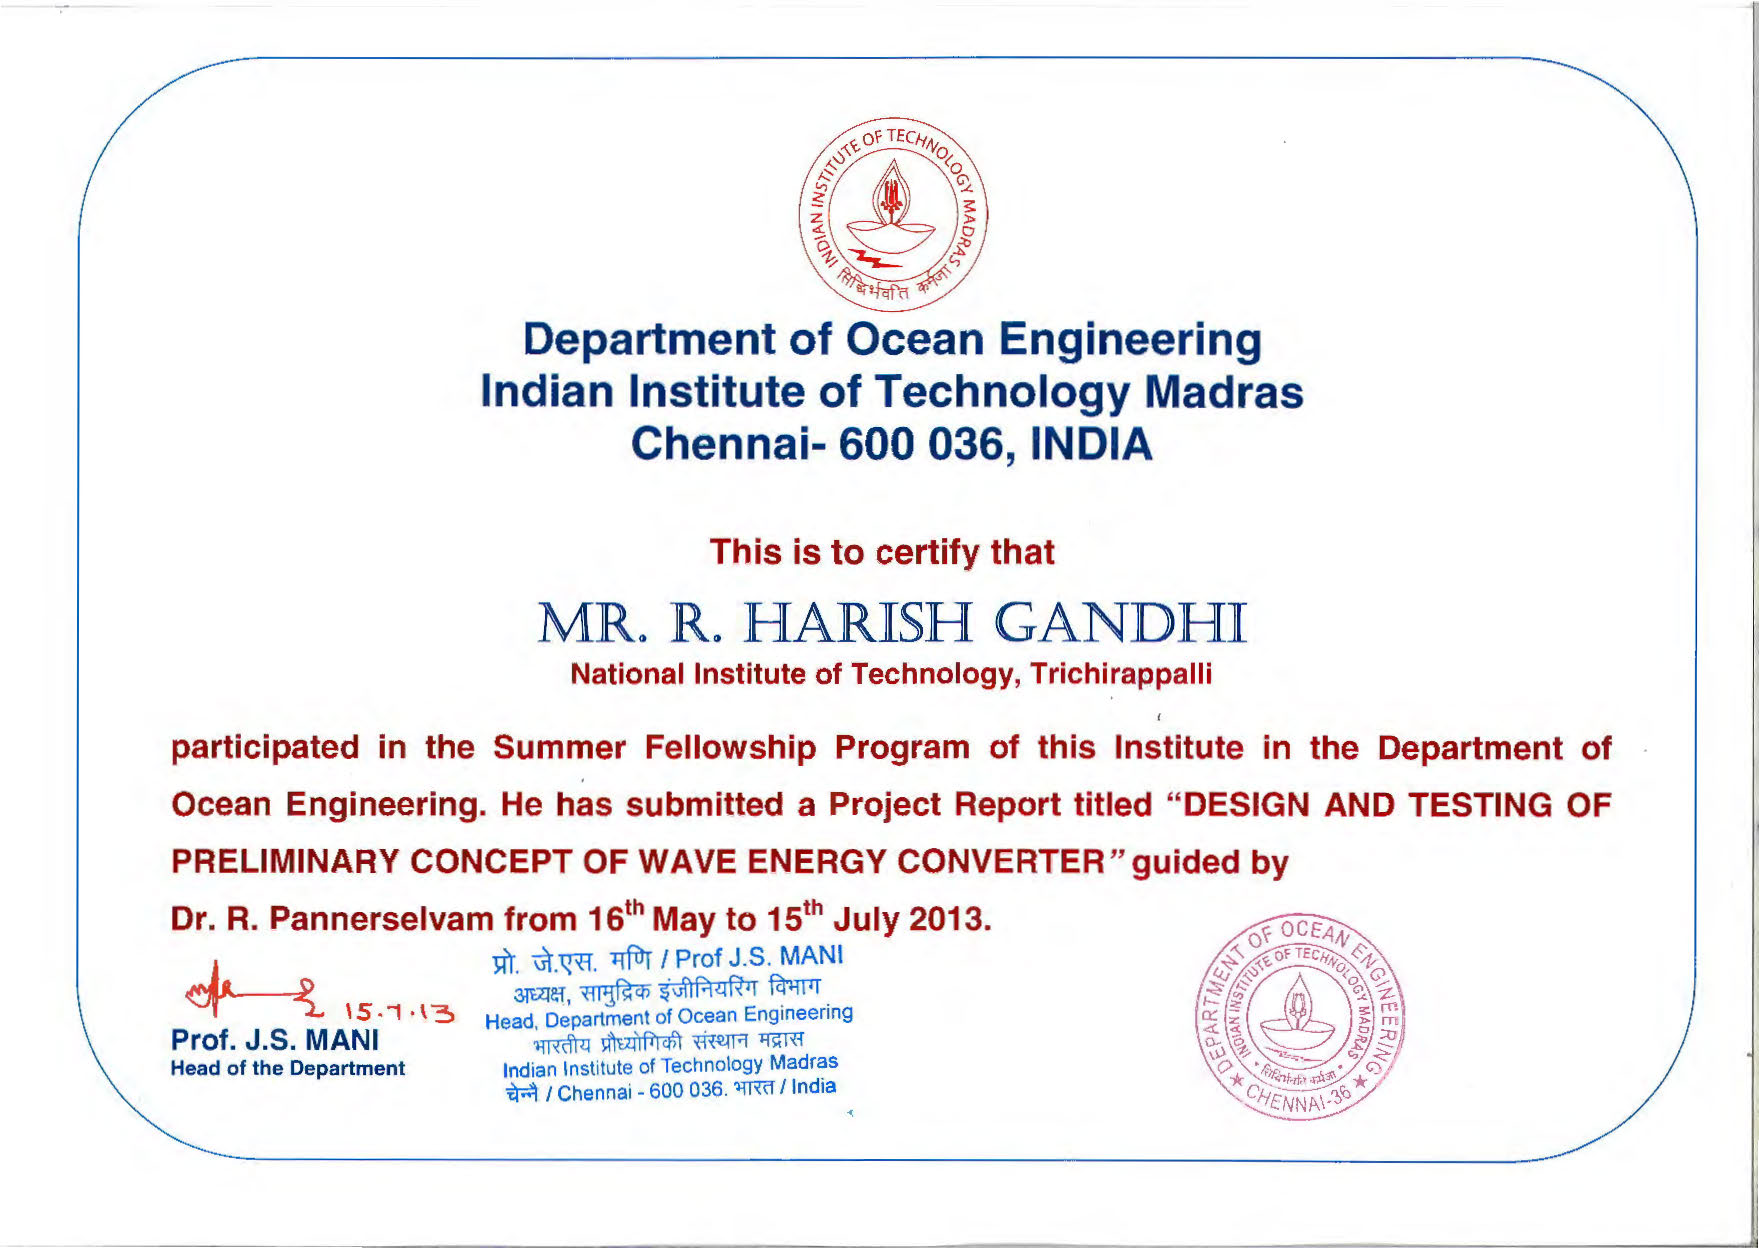 INDIAN INSTITUTE OF TECHNOLOGY MADRAS
सिद्धिर्भवति कर्मजा
Department of Ocean Engineering
Indian Institute of Technology Madras
Chennai- 600 036, INDIA
This is to certify that
MR. R. HARISH GANDHI
National Institute of Technology, Trichirappalli
participated in the Summer Fellowship Program of this Institute in the Department of
Ocean Engineering. He has submitted a Project Report titled “DESIGN AND TESTING OF
PRELIMINARY CONCEPT OF WAVE ENERGY CONVERTER” guided by
Dr. R. Pannerselvam from 16th May to 15th July 2013.
15.7.13
Prof. J.S. MANI
Head of the Department
प्रो. जे.एस. मणि / Prof J.S. MANI
अध्यक्ष, सामुद्रिक इंजीनियरिंग विभाग
Head, Department of Ocean Engineering
भारतीय प्रौध्योगिकी संस्थान मद्रास
Indian Institute of Technology Madras
चेन्नै / Chennai - 600 036. भारत / India
DEPARTMENT OF OCEAN ENGINEERING
★ CHENNAI-36 ★
INDIAN INSTITUTE OF TECHNOLOGY MADRAS
सिद्धिर्भवति कर्मजा